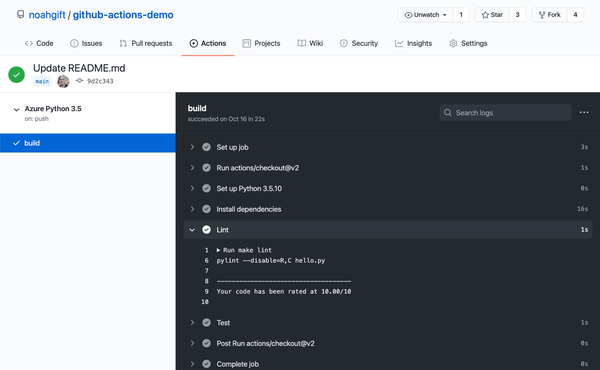 noahgift / github-actions-demo
Unwatch 1 Star 3 Fork 4
Code Issues Pull requests Actions Projects Wiki Security Insights Settings
Update README.md
main 9d2c343
Azure Python 3.5
on: push
build
build
succeeded on Oct 16 in 22s
Search logs
Set up job 3s
Run actions/checkout@v2 1s
Set up Python 3.5.10 0s
Install dependencies 16s
Lint 1s
1 Run make lint
6 pylint --disable=R,C hello.py
7
8 ------------------------------------
9 Your code has been rated at 10.00/10
10
Test 1s
Post Run actions/checkout@v2 0s
Complete job 0s